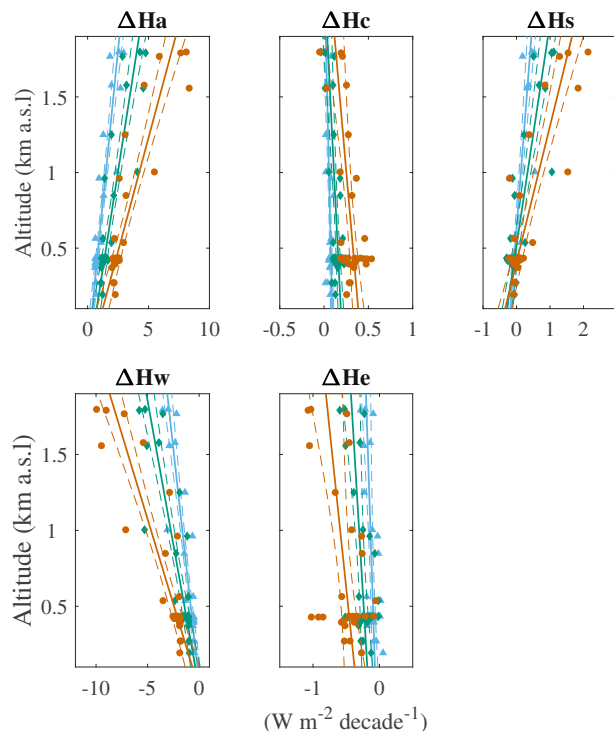 ΔHa ΔHc ΔHs
Altitude (km a.s.l)
1.5
1
0.5
0 5 10
-0.5 0 0.5 1
-1 0 1 2
ΔHw ΔHe
Altitude (km a.s.l)
1.5
1
0.5
-10 -5 0
-1 0
(W m⁻² decade⁻¹)